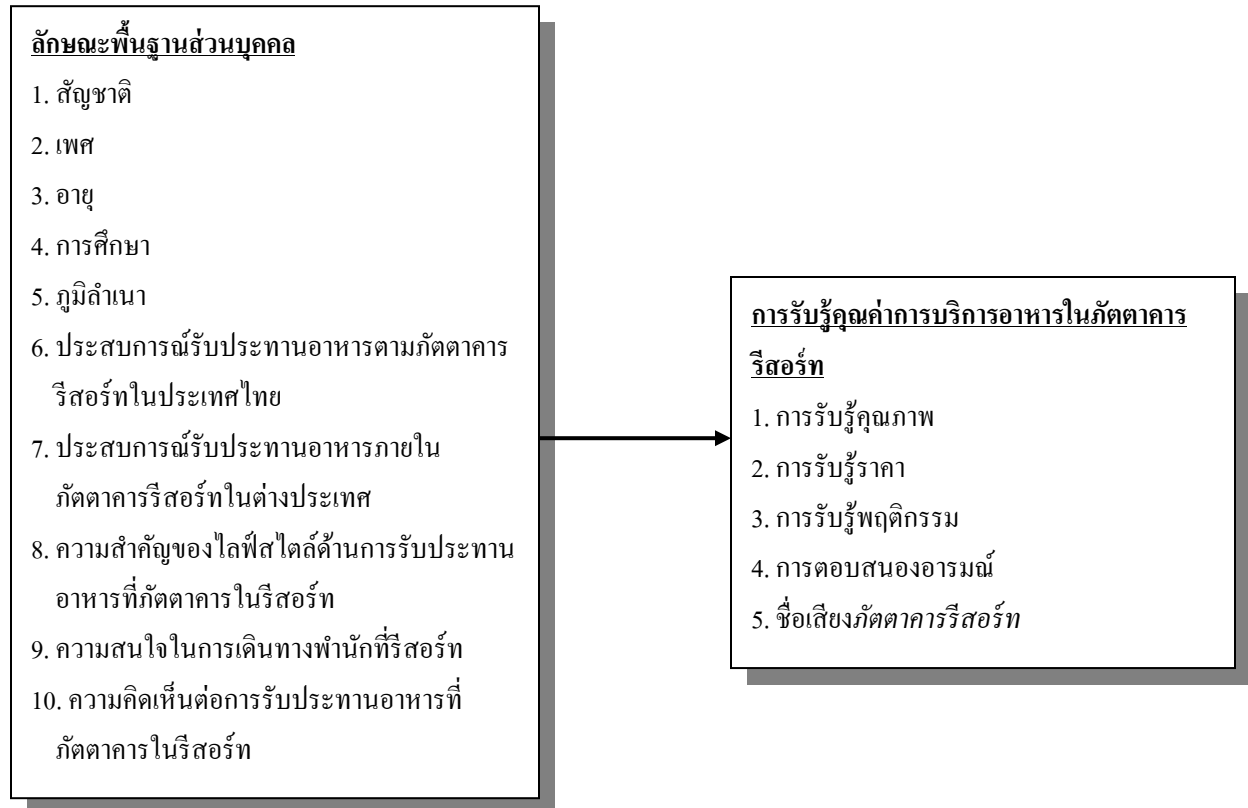 ลักษณะพื้นฐานส่วนบุคคล
1. สัญชาติ
2. เพศ
3. อายุ
4. การศึกษา
5. ภูมิลำเนา
6. ประสบการณ์รับประทานอาหารตามภัตตาคาร
รีสอร์ทในประเทศไทย
7. ประสบการณ์รับประทานอาหารภายใน
ภัตตาคารรีสอร์ทในต่างประเทศ
8. ความสำคัญของไลฟ์สไตล์ด้านการรับประทาน
อาหารที่ภัตตาคารในรีสอร์ท
9. ความสนใจในการเดินทางพำนักที่รีสอร์ท
10. ความคิดเห็นต่อการรับประทานอาหารที่
ภัตตาคารในรีสอร์ท
การรับรู้คุณค่าการบริการอาหารในภัตตาคาร
รีสอร์ท
1. การรับรู้คุณภาพ
2. การรับรู้ราคา
3. การรับรู้พฤติกรรม
4. การตอบสนองอารมณ์
5. ชื่อเสียงภัตตาคารรีสอร์ท